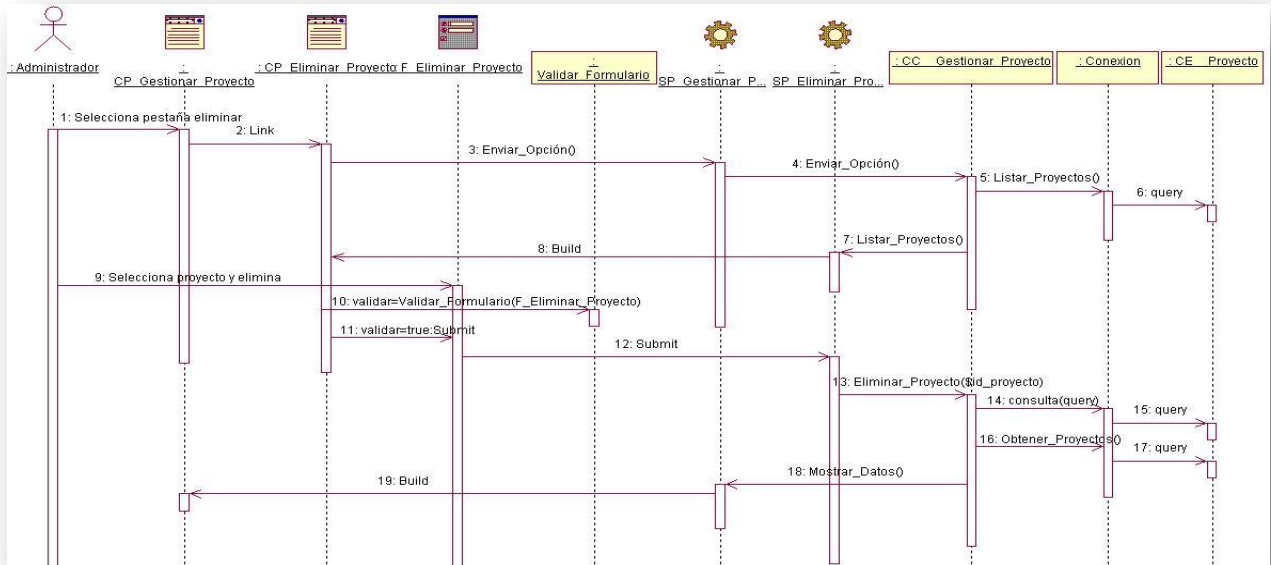 : Administrador
:
CP_Gestionar_Proyecto
: CP_Eliminar_Proyecto
F_Eliminar_Proyecto
:
Validar_Formulario
:
SP_Gestionar_P...
:
SP_Eliminar_Pro...
: CC__Gestionar_Proyecto
: Conexion
: CE__Proyecto
1: Selecciona pestaña eliminar
2: Link
3: Enviar_Opción()
4: Enviar_Opción()
5: Listar_Proyectos()
6: query
7: Listar_Proyectos()
8: Build
9: Selecciona proyecto y elimina
10: validar=Validar_Formulario(F_Eliminar_Proyecto)
11: validar=true:Submit
12: Submit
13: Eliminar_Proyecto($id_proyecto)
14: consulta(query)
15: query
16: Obtener_Proyectos()
17: query
18: Mostrar_Datos()
19: Build